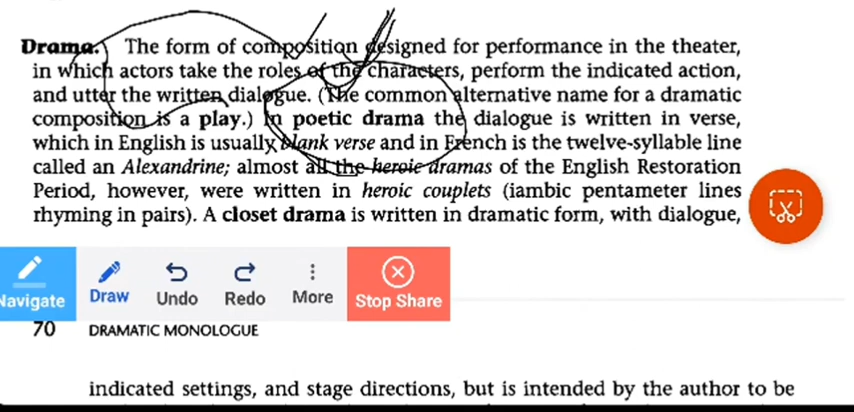 Drama. The form of composition designed for performance in the theater,
in which actors take the roles of the characters, perform the indicated action,
and utter the written dialogue. (The common alternative name for a dramatic
composition is a play.) In poetic drama the dialogue is written in verse,
which in English is usually blank verse and in French is the twelve-syllable line
called an Alexandrine; almost all the heroic dramas of the English Restoration
Period, however, were written in heroic couplets (iambic pentameter lines
rhyming in pairs). A closet drama is written in dramatic form, with dialogue,
Navigate Draw Undo Redo More Stop Share
70 DRAMATIC MONOLOGUE
indicated settings, and stage directions, but is intended by the author to be